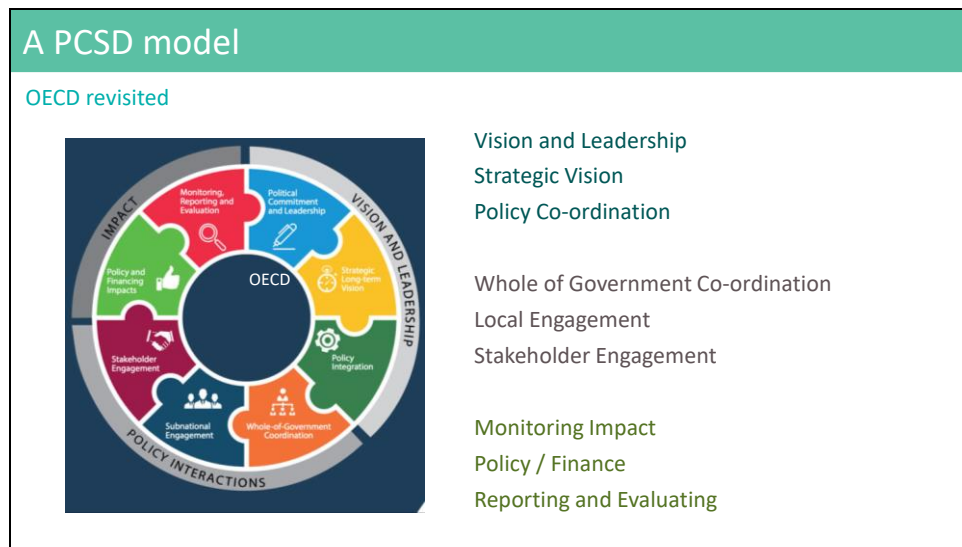 A PCSD model
OECD revisited
IMPACT
VISION AND LEADERSHIP
POLICY INTERACTIONS
Monitoring,
Reporting and
Evaluation
Political
Commitment
and Leadership
Strategic
Long-term
Vision
Policy
Integration
Whole-of-Government
Coordination
Subnational
Engagement
Stakeholder
Engagement
Policy and
Financing
Impacts
OECD
Vision and Leadership
Strategic Vision
Policy Co-ordination
Whole of Government Co-ordination
Local Engagement
Stakeholder Engagement
Monitoring Impact
Policy / Finance
Reporting and Evaluating